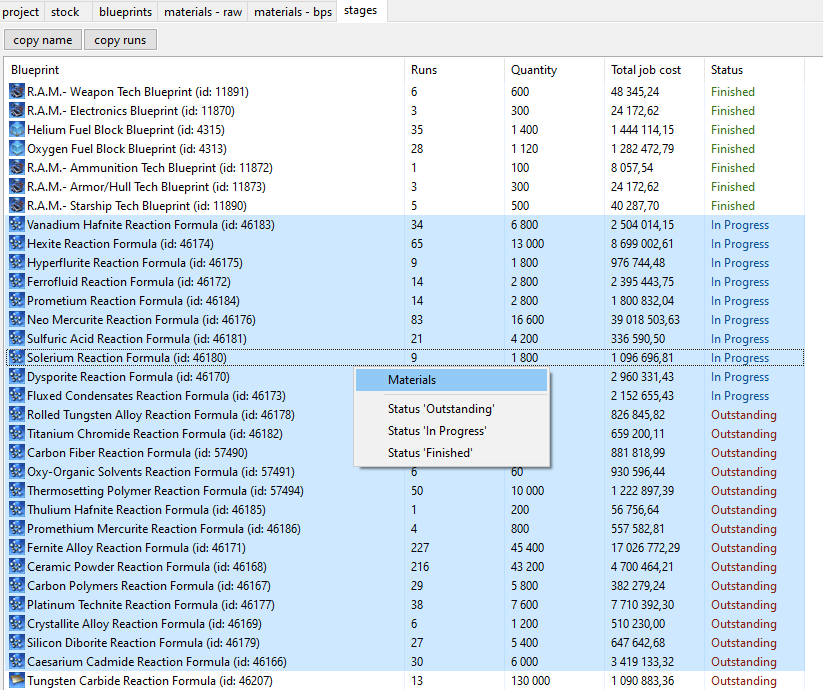 project stock blueprints materials - raw materials - bps stages
copy name copy runs
Blueprint Runs Quantity Total job cost Status
R.A.M.- Weapon Tech Blueprint (id: 11891) 6 600 48 345,24 Finished
R.A.M.- Electronics Blueprint (id: 11870) 3 300 24 172,62 Finished
Helium Fuel Block Blueprint (id: 4315) 35 1 400 1 444 114,15 Finished
Oxygen Fuel Block Blueprint (id: 4313) 28 1 120 1 282 472,79 Finished
R.A.M.- Ammunition Tech Blueprint (id: 11872) 1 100 8 057,54 Finished
R.A.M.- Armor/Hull Tech Blueprint (id: 11873) 3 300 24 172,62 Finished
R.A.M.- Starship Tech Blueprint (id: 11890) 5 500 40 287,70 Finished
Vanadium Hafnite Reaction Formula (id: 46183) 34 6 800 2 504 014,15 In Progress
Hexite Reaction Formula (id: 46174) 65 13 000 8 699 002,61 In Progress
Hyperflurite Reaction Formula (id: 46175) 9 1 800 976 744,48 In Progress
Ferrofluid Reaction Formula (id: 46172) 14 2 800 2 395 443,75 In Progress
Prometium Reaction Formula (id: 46184) 14 2 800 1 800 832,04 In Progress
Neo Mercurite Reaction Formula (id: 46176) 83 16 600 39 018 503,63 In Progress
Sulfuric Acid Reaction Formula (id: 46181) 21 4 200 336 590,50 In Progress
Solerium Reaction Formula (id: 46180) 9 1 800 1 096 696,81 In Progress
Dysporite Reaction Formula (id: 46170) 2 960 331,43 In Progress
Fluxed Condensates Reaction Formula (id: 46173) 2 152 655,43 In Progress
Rolled Tungsten Alloy Reaction Formula (id: 46178) 826 845,82 Outstanding
Titanium Chromide Reaction Formula (id: 46182) 659 200,11 Outstanding
Carbon Fiber Reaction Formula (id: 57490) 881 818,99 Outstanding
Oxy-Organic Solvents Reaction Formula (id: 57491) 6 60 930 596,44 Outstanding
Materials
Status 'Outstanding'
Status 'In Progress'
Status 'Finished'
Thermosetting Polymer Reaction Formula (id: 57494) 50 10 000 1 222 897,39 Outstanding
Thulium Hafnite Reaction Formula (id: 46185) 1 200 56 756,64 Outstanding
Promethium Mercurite Reaction Formula (id: 46186) 4 800 557 582,81 Outstanding
Fernite Alloy Reaction Formula (id: 46171) 227 45 400 17 026 772,29 Outstanding
Ceramic Powder Reaction Formula (id: 46168) 216 43 200 4 700 464,21 Outstanding
Carbon Polymers Reaction Formula (id: 46167) 29 5 800 382 279,24 Outstanding
Platinum Technite Reaction Formula (id: 46177) 38 7 600 7 710 392,30 Outstanding
Crystallite Alloy Reaction Formula (id: 46169) 6 1 200 510 230,00 Outstanding
Silicon Diborite Reaction Formula (id: 46179) 27 5 400 647 642,68 Outstanding
Caesarium Cadmide Reaction Formula (id: 46166) 30 6 000 3 419 133,32 Outstanding
Tungsten Carbide Reaction Formula (id: 46207) 13 130 000 1 090 883,36 Outstanding